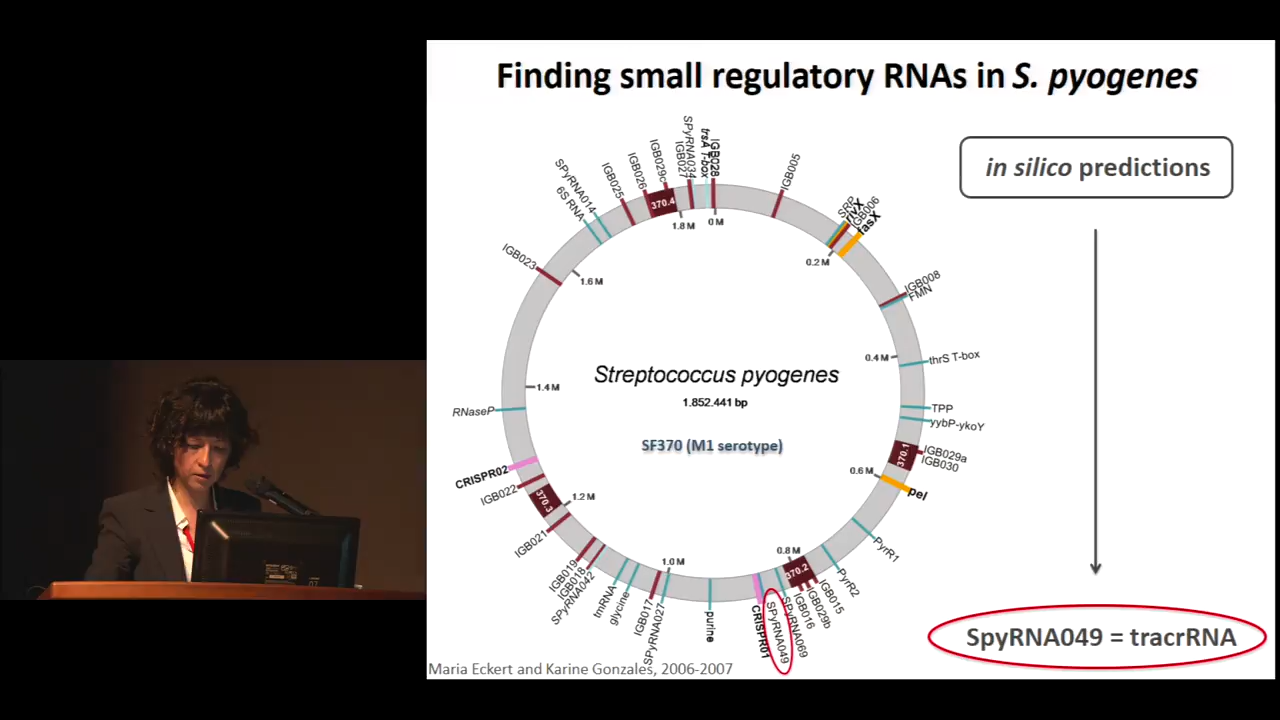 Finding small regulatory RNAs in S. pyogenes
in silico predictions
IGB028
trsA T-box
SPyRNA034
IGB027
IGB029c
IGB026
IGB025
SPyRNA014
6S RNA
IGB023
RNaseP
CRISPR02
IGB022
IGB021
IGB019
IGB018
SPyRNA042
tmRNA
glycine
IGB017
SPyRNA027
purine
CRISPR01
SPyRNA049
SPyRNA069
IGB016
IGB029b
IGB015
PyrR2
PyrR1
pel
IGB030
IGB029a
yybP-ykoY
TPP
thrS T-box
FMN
IGB008
fasX
IGB006
rivX
SRP
IGB005
370.4
370.1
370.2
370.3
0 M
0.2 M
0.4 M
0.6 M
0.8 M
1.0 M
1.2 M
1.4 M
1.6 M
1.8 M
Streptococcus pyogenes
1.852.441 bp
SF370 (M1 serotype)
SpyRNA049 = tracrRNA
Maria Eckert and Karine Gonzales, 2006-2007